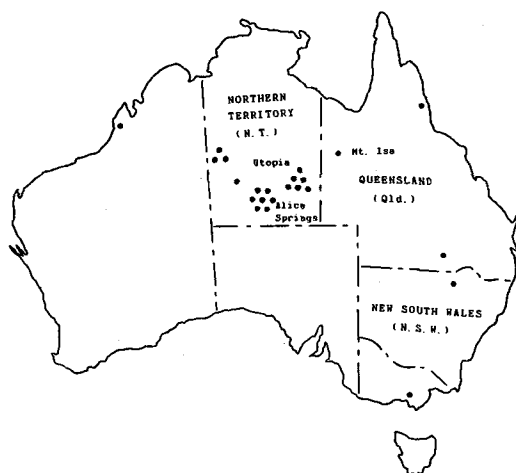 NORTHERN
TERRITORY
(N.T.)
Utopia
Mt. Isa
QUEENSLAND
(Qld.)
Alice
Springs
NEW SOUTH WALES
(N.S.W.)